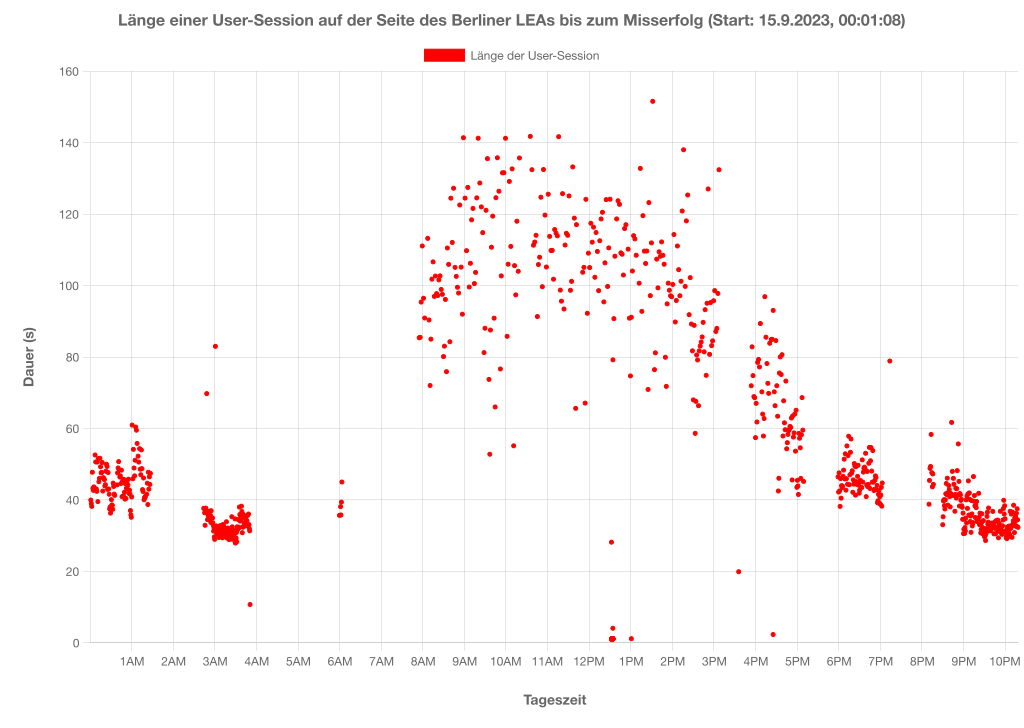 Länge einer User-Session auf der Seite des Berliner LEAs bis zum Misserfolg (Start: 15.9.2023, 00:01:08)
Länge der User-Session
160
140
120
100
80
60
40
20
0
Dauer (s)
1AM 2AM 3AM 4AM 5AM 6AM 7AM 8AM 9AM 10AM 11AM 12PM 1PM 2PM 3PM 4PM 5PM 6PM 7PM 8PM 9PM 10PM
Tageszeit